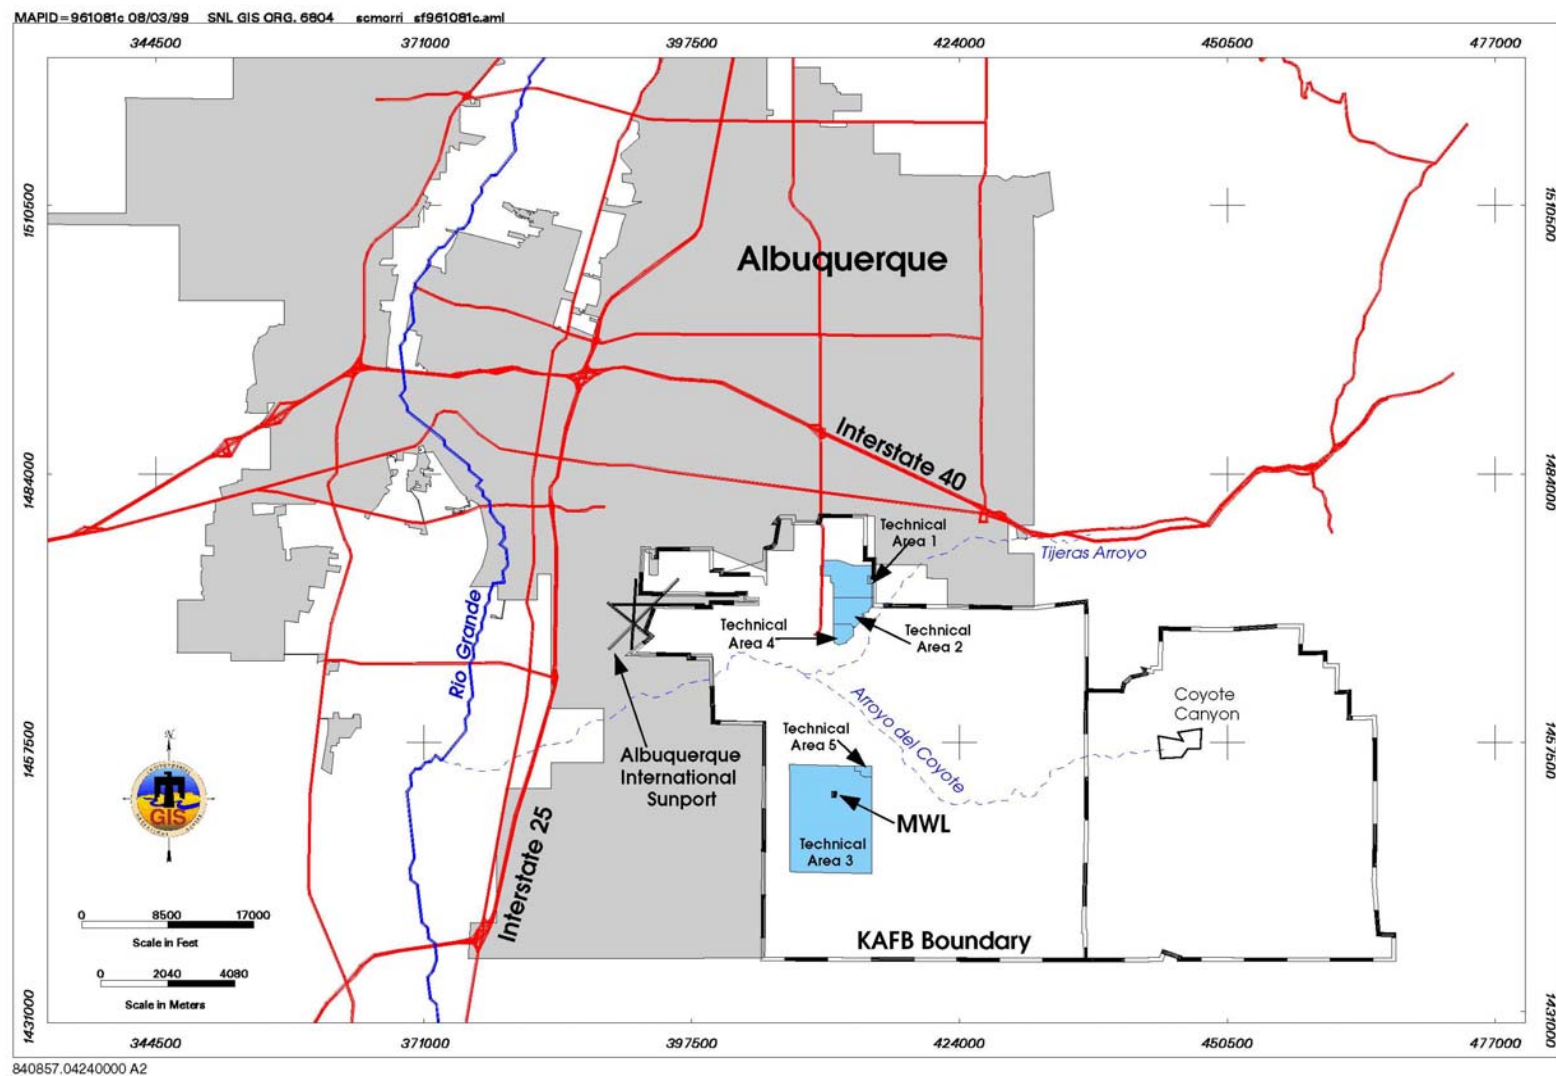 MAPID=961081c 08/03/99 SNL GIS ORG. 6804 scmorri sf961081c.aml
344500 371000 397500 424000 450500 477000
1510500
1510500
Albuquerque
Interstate 40
1484000
1484000
Technical
Area 1
Tijeras Arroyo
Rio Grande
Technical
Area 4
Technical
Area 2
Coyote
Canyon
Arroyo del Coyote
1457500
1457500
Technical
Area 5
Albuquerque
International
Sunport
N
GIS
MWL
Technical
Area 3
Interstate 25
0 8500 17000
Scale in Feet
KAFB Boundary
0 2040 4080
Scale in Meters
1431000
1431000
344500 371000 397500 424000 450500 477000
840857.04240000 A2